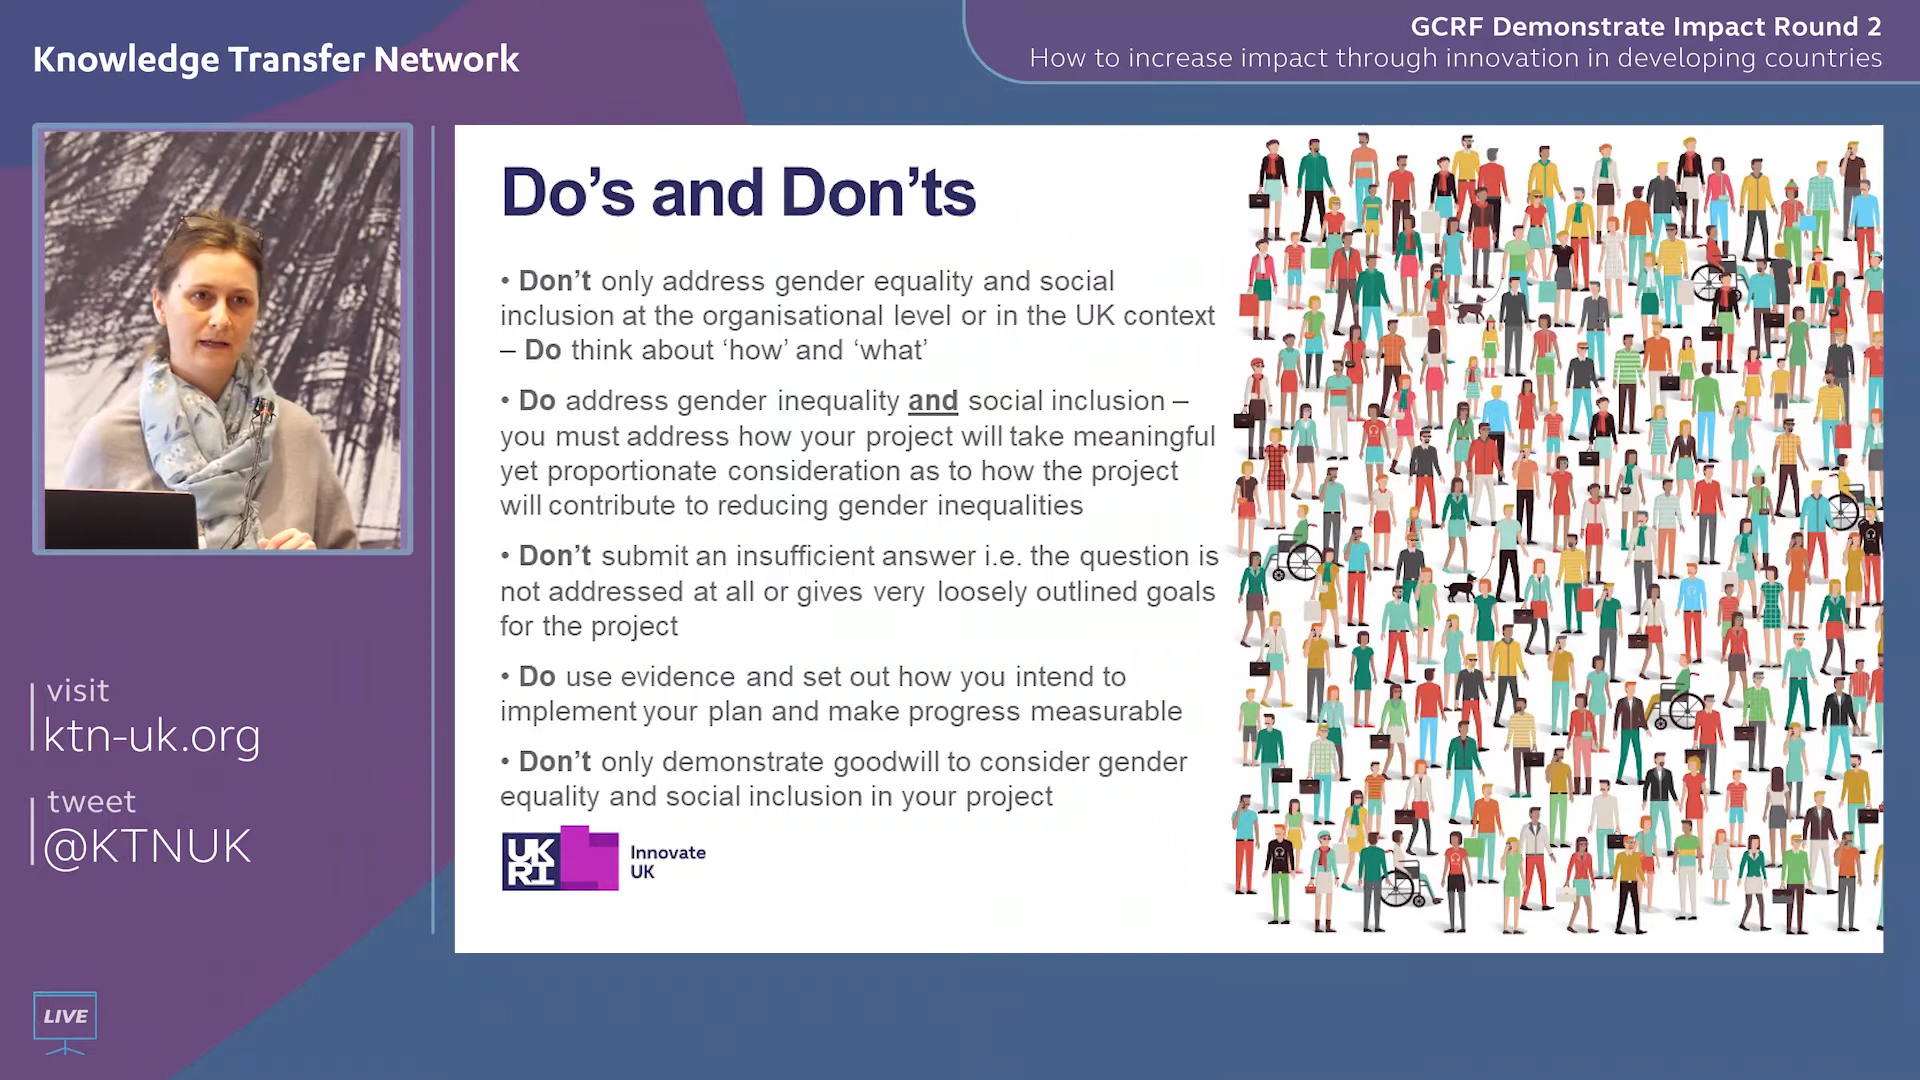 Knowledge Transfer Network
GCRF Demonstrate Impact Round 2
How to increase impact through innovation in developing countries
Do’s and Don’ts
• Don’t only address gender equality and social
inclusion at the organisational level or in the UK context
– Do think about ‘how’ and ‘what’
• Do address gender inequality and social inclusion –
you must address how your project will take meaningful
yet proportionate consideration as to how the project
will contribute to reducing gender inequalities
• Don’t submit an insufficient answer i.e. the question is
not addressed at all or gives very loosely outlined goals
for the project
• Do use evidence and set out how you intend to
implement your plan and make progress measurable
• Don’t only demonstrate goodwill to consider gender
equality and social inclusion in your project
UK
RI
Innovate
UK
visit
ktn-uk.org
tweet
@KTNUK
LIVE